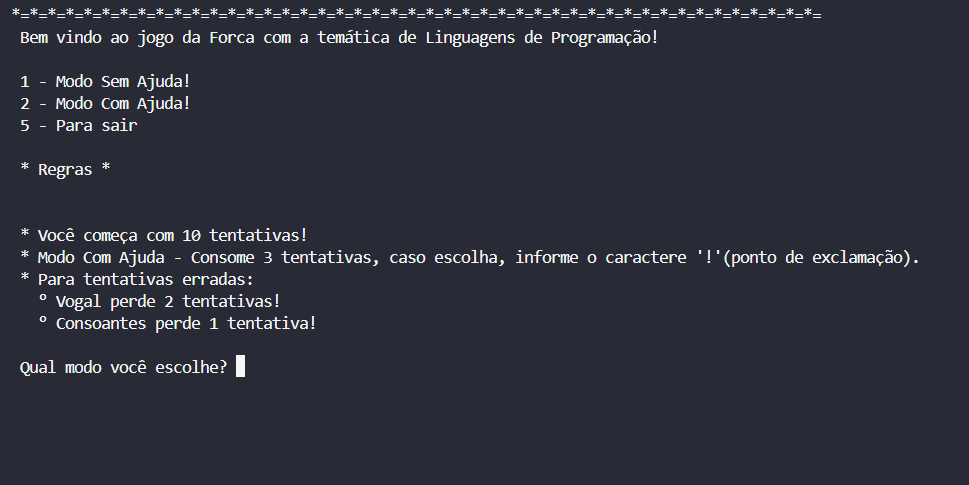 *=*=*=*=*=*=*=*=*=*=*=*=*=*=*=*=*=*=*=*=*=*=*=*=*=*=*=*=*=*=*=*=*=*=*=*=*=*=*=*=*=*=*=*=*=
Bem vindo ao jogo da Forca com a temática de Linguagens de Programação!
1 - Modo Sem Ajuda!
2 - Modo Com Ajuda!
5 - Para sair
* Regras *
* Você começa com 10 tentativas!
* Modo Com Ajuda - Consome 3 tentativas, caso escolha, informe o caractere '!'(ponto de exclamação).
* Para tentativas erradas:
º Vogal perde 2 tentativas!
º Consoantes perde 1 tentativa!
Qual modo você escolhe?